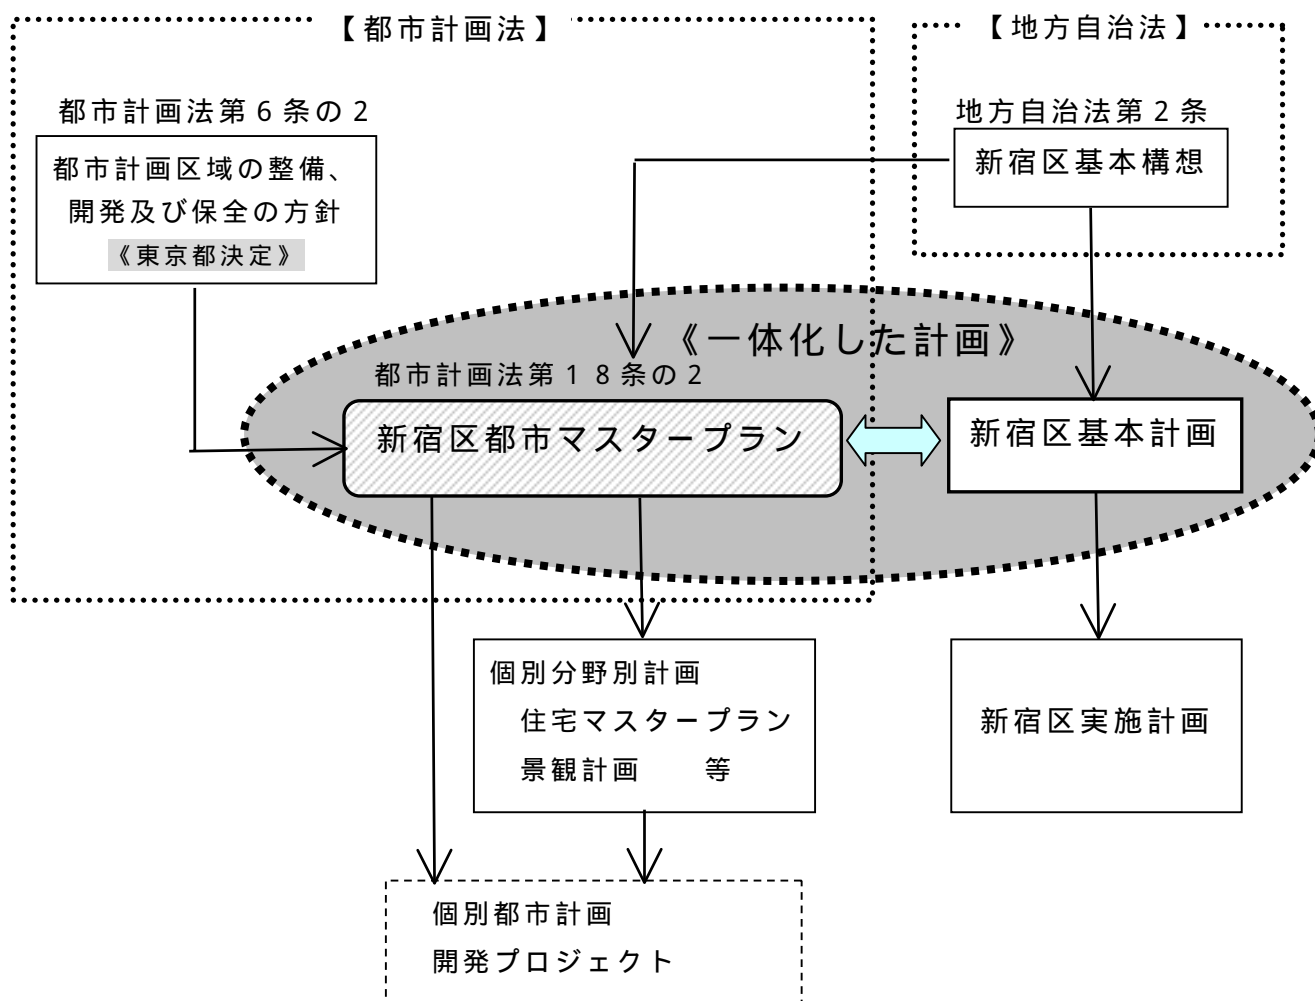 【都市計画法】
【地方自治法】
都市計画法第6条の2
地方自治法第2条
都市計画区域の整備、
開発及び保全の方針
《東京都決定》
新宿区基本構想
《一体化した計画》
都市計画法第18条の2
新宿区都市マスタープラン
新宿区基本計画
個別分野別計画
住宅マスタープラン
景観計画　　等
新宿区実施計画
個別都市計画
開発プロジェクト